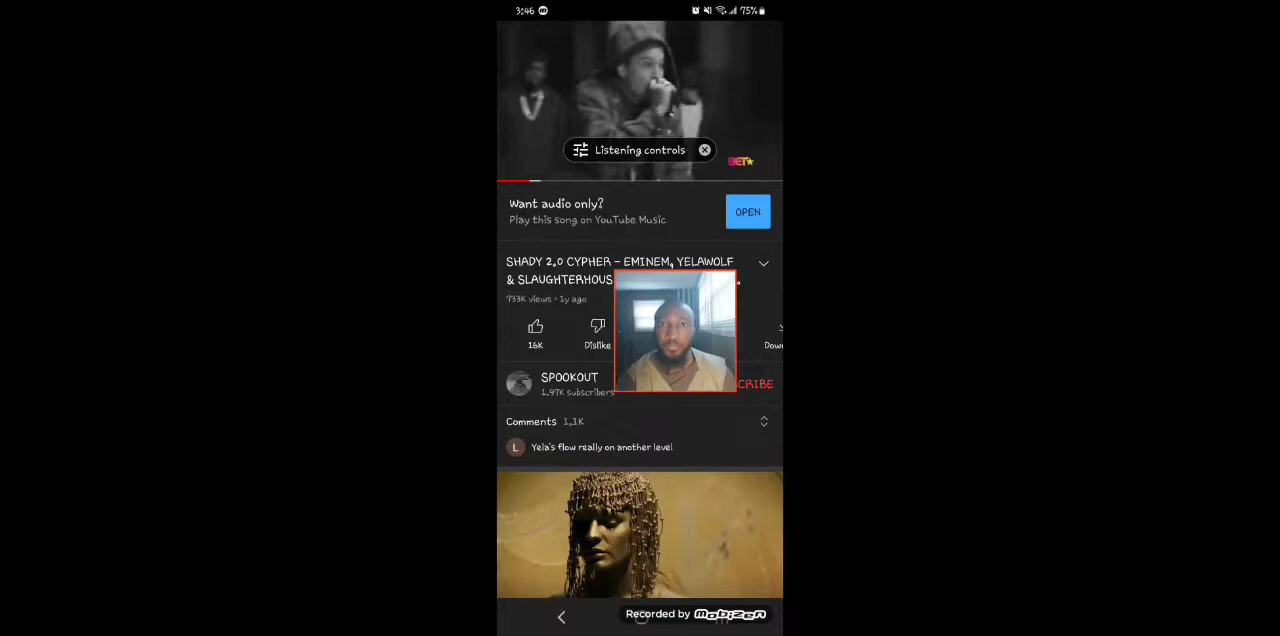 3:46
75%
Listening controls
BET
Want audio only?
Play this song on YouTube Music
OPEN
SHADY 2.0 CYPHER - EMINEM, YELAWOLF
& SLAUGHTERHOUS
733K views • 1y ago
16K
Dislike
Down
SPOOKOUT
1.97K subscribers
CRIBE
Comments 1.1K
L
Yela's flow really on another level
Recorded by mobizen